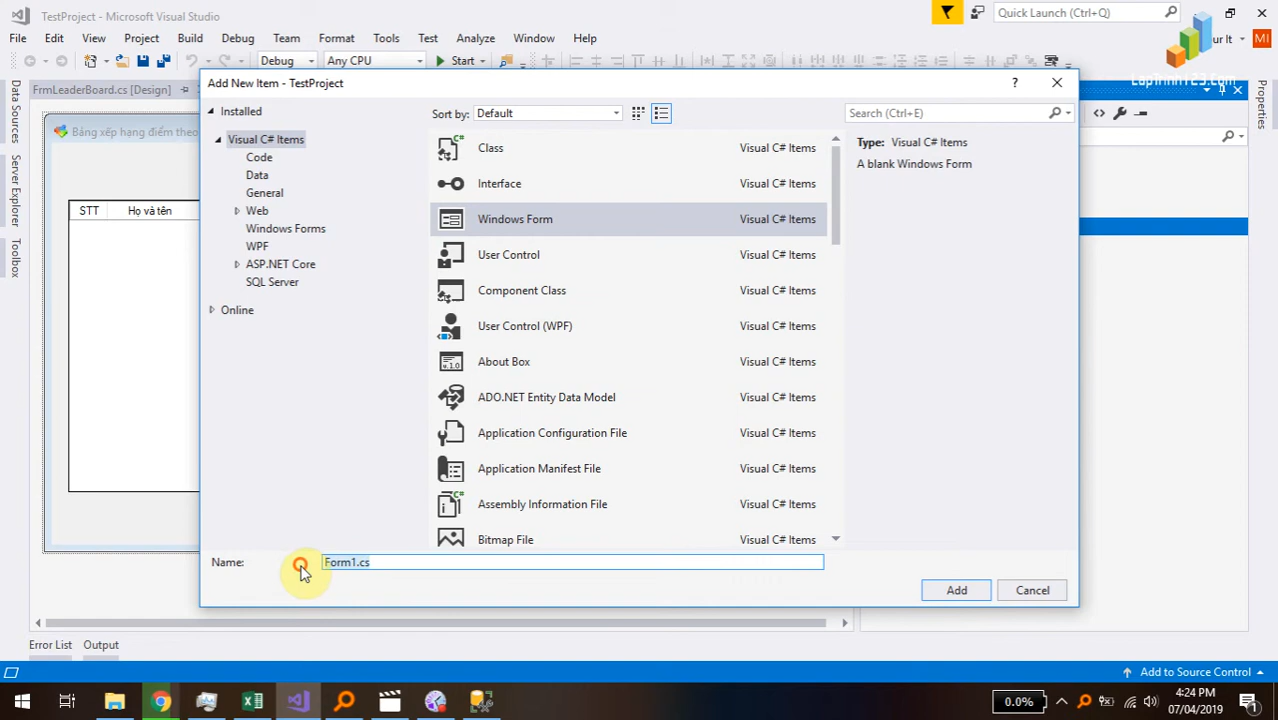 TestProject - Microsoft Visual Studio
Quick Launch (Ctrl+Q)
File Edit View Project Build Debug Team Format Tools Test Analyze Window Help
ur It MI
Debug Any CPU Start
LapTrinh123.Com
FrmLeaderBoard.cs [Design]
Data Sources
Server Explorer
Toolbox
Properties
Bảng xếp hạng điểm theo
STT Họ và tên
Add New Item - TestProject
?
Installed
Visual C# Items
Code
Data
General
Web
Windows Forms
WPF
ASP.NET Core
SQL Server
Online
Sort by: Default
Search (Ctrl+E)
Class Visual C# Items
Interface Visual C# Items
Windows Form Visual C# Items
User Control Visual C# Items
Component Class Visual C# Items
User Control (WPF) Visual C# Items
About Box Visual C# Items
ADO.NET Entity Data Model Visual C# Items
Application Configuration File Visual C# Items
Application Manifest File Visual C# Items
Assembly Information File Visual C# Items
Bitmap File Visual C# Items
Type: Visual C# Items
A blank Windows Form
Name: Form1.cs
Add Cancel
Error List Output
Add to Source Control
0.0%
4:24 PM
07/04/2019